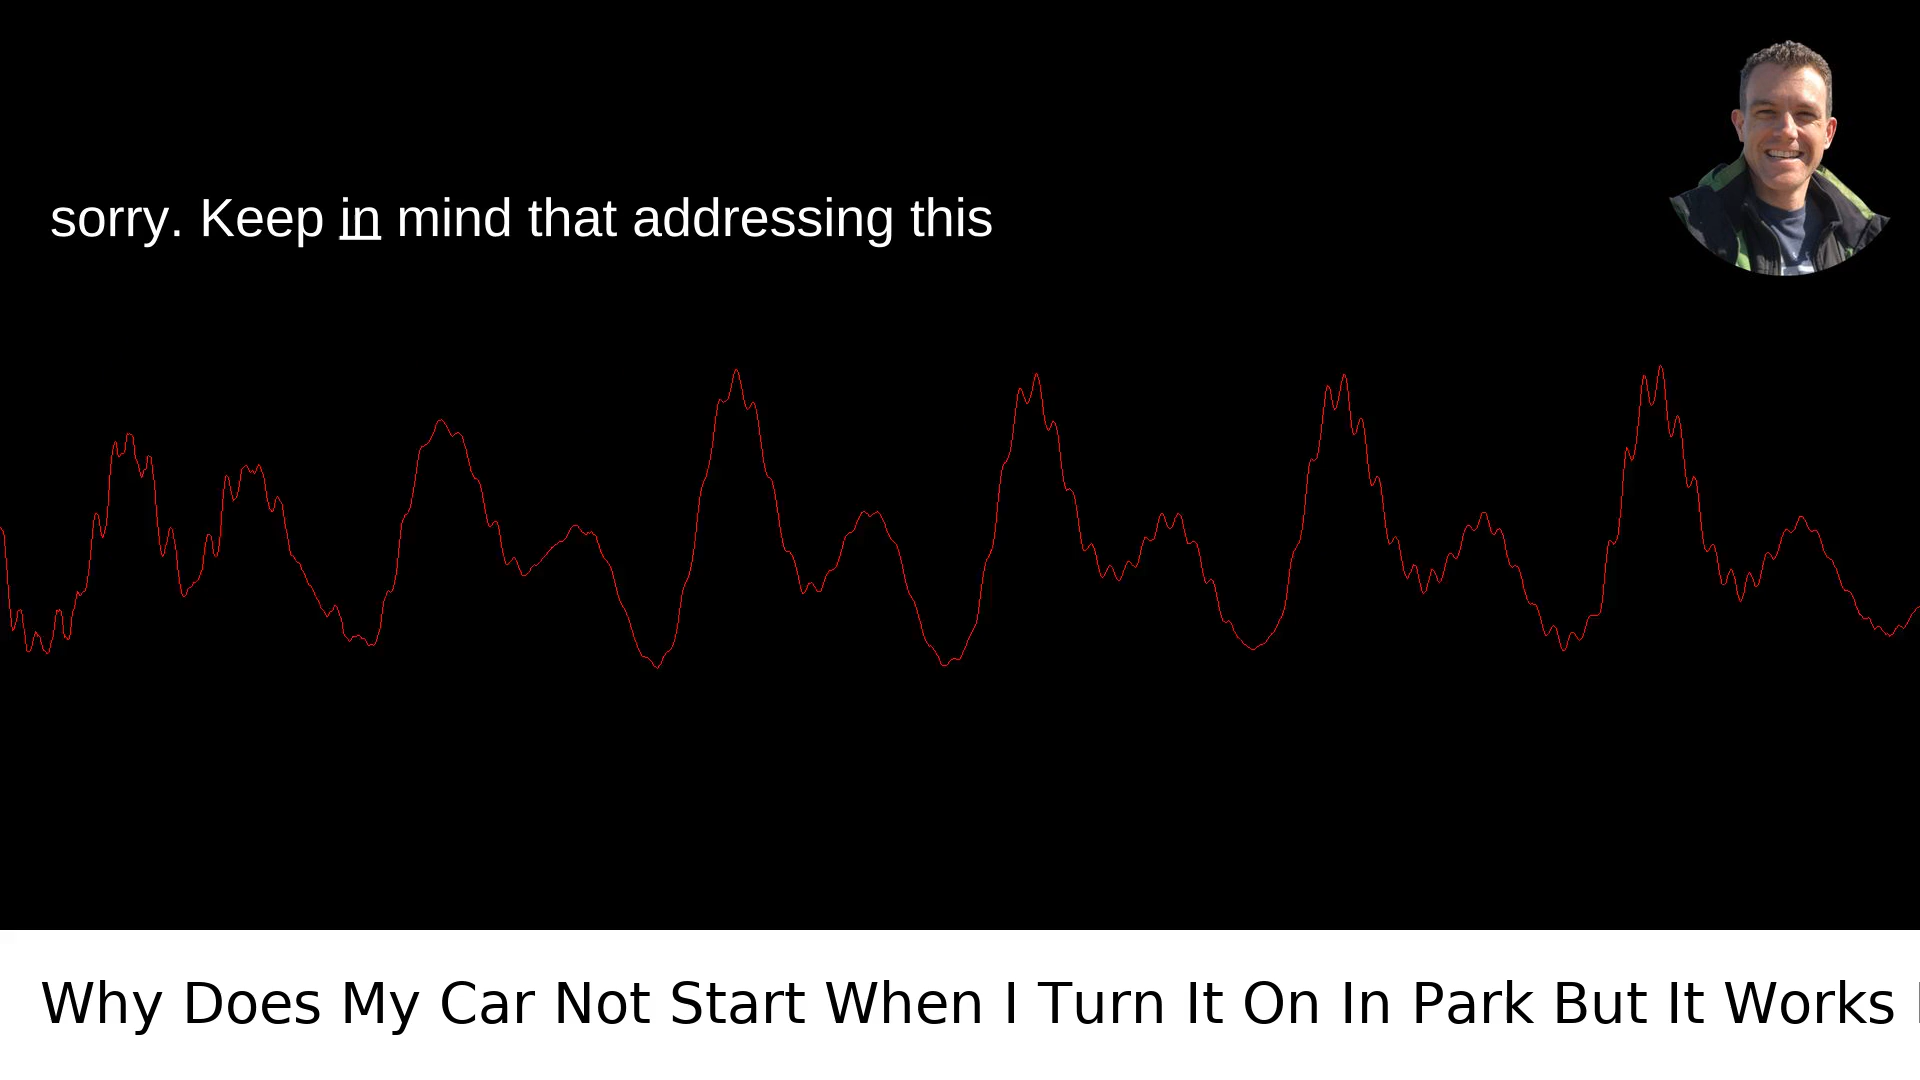 sorry. Keep in mind that addressing this
Why Does My Car Not Start When I Turn It On In Park But It Works